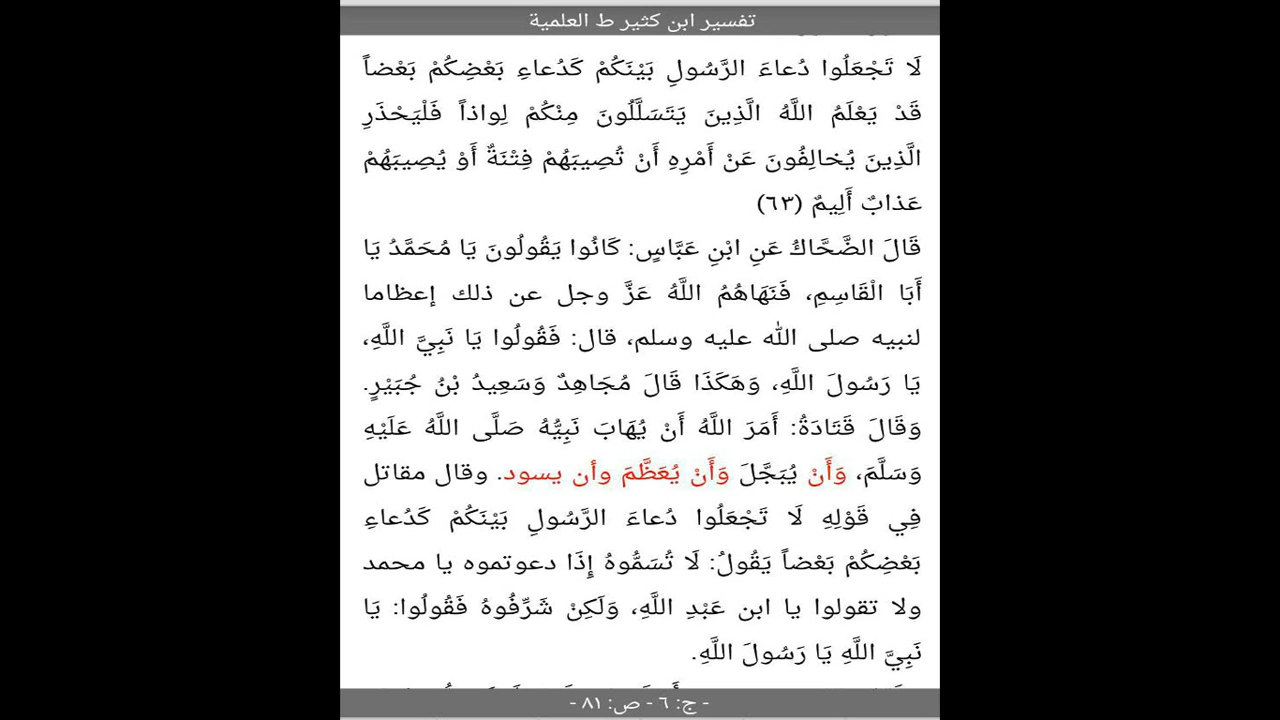 تفسير ابن كثير ط العلمية
لَا تَجْعَلُوا دُعاءَ الرَّسُولِ بَيْنَكُمْ كَدُعاءِ بَعْضِكُمْ بَعْضاً
قَدْ يَعْلَمُ اللَّهُ الَّذِينَ يَتَسَلَّلُونَ مِنْكُمْ لِواذاً فَلْيَحْذَرِ
الَّذِينَ يُخالِفُونَ عَنْ أَمْرِهِ أَنْ تُصِيبَهُمْ فِتْنَةٌ أَوْ يُصِيبَهُمْ
عَذابٌ أَلِيمٌ (٦٣)
قَالَ الضَّحَّاكُ عَنِ ابْنِ عَبَّاسٍ: كَانُوا يَقُولُونَ يَا مُحَمَّدُ يَا
أَبَا الْقَاسِمِ، فَنَهَاهُمُ اللَّهُ عَزَّ وجل عن ذلك إعظاما
لنبيه صلى الله عليه وسلم، قال: فَقُولُوا يَا نَبِيَّ اللَّهِ،
يَا رَسُولَ اللَّهِ، وَهَكَذَا قَالَ مُجَاهِدٌ وَسَعِيدُ بْنُ جُبَيْرٍ.
وَقَالَ قَتَادَةُ: أَمَرَ اللَّهُ أَنْ يُهَابَ نَبِيُّهُ صَلَّى اللَّهُ عَلَيْهِ
وَسَلَّمَ، وَأَنْ يُبَجَّلَ وَأَنْ يُعَظَّمَ وأن يسود. وقال مقاتل
فِي قَوْلِهِ لَا تَجْعَلُوا دُعاءَ الرَّسُولِ بَيْنَكُمْ كَدُعاءِ
بَعْضِكُمْ بَعْضاً يَقُولُ: لَا تُسَمُّوهُ إِذَا دعوتموه يا محمد
ولا تقولوا يا ابن عَبْدِ اللَّهِ، وَلَكِنْ شَرِّفُوهُ فَقُولُوا: يَا
نَبِيَّ اللَّهِ يَا رَسُولَ اللَّهِ.
- ج: ٦ - ص: ٨١ -